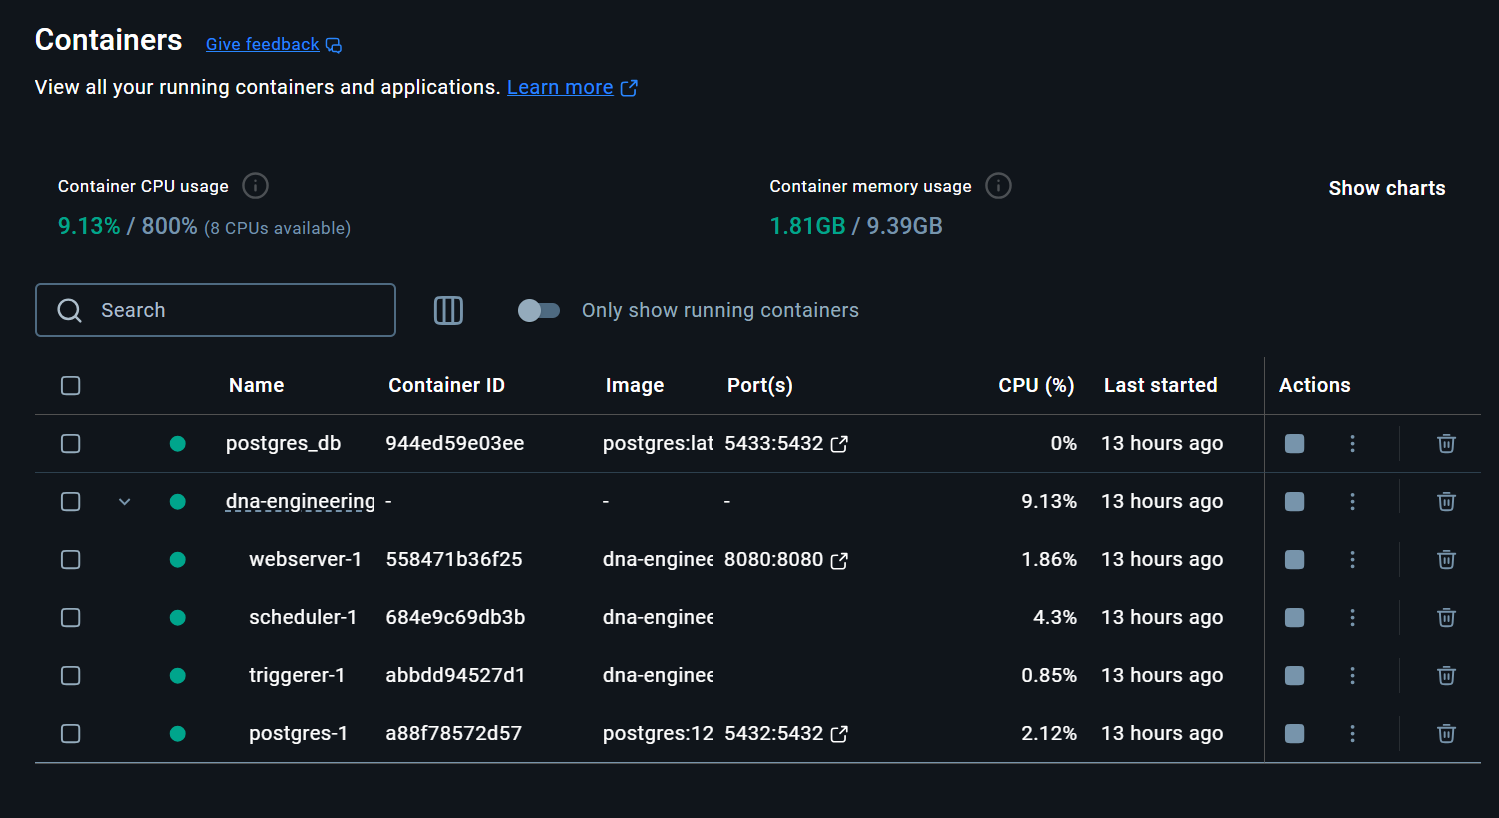 Containers Give feedback
View all your running containers and applications. Learn more
Container CPU usage
9.13% / 800% (8 CPUs available)
Container memory usage
1.81GB / 9.39GB
Show charts
Search
Only show running containers
Name Container ID Image Port(s) CPU (%) Last started Actions
postgres_db 944ed59e03ee postgres:lat 5433:5432 0% 13 hours ago
dna-engineering - - - 9.13% 13 hours ago
webserver-1 558471b36f25 dna-enginee 8080:8080 1.86% 13 hours ago
scheduler-1 684e9c69db3b dna-enginee 4.3% 13 hours ago
triggerer-1 abbdd94527d1 dna-enginee 0.85% 13 hours ago
postgres-1 a88f78572d57 postgres:12 5432:5432 2.12% 13 hours ago